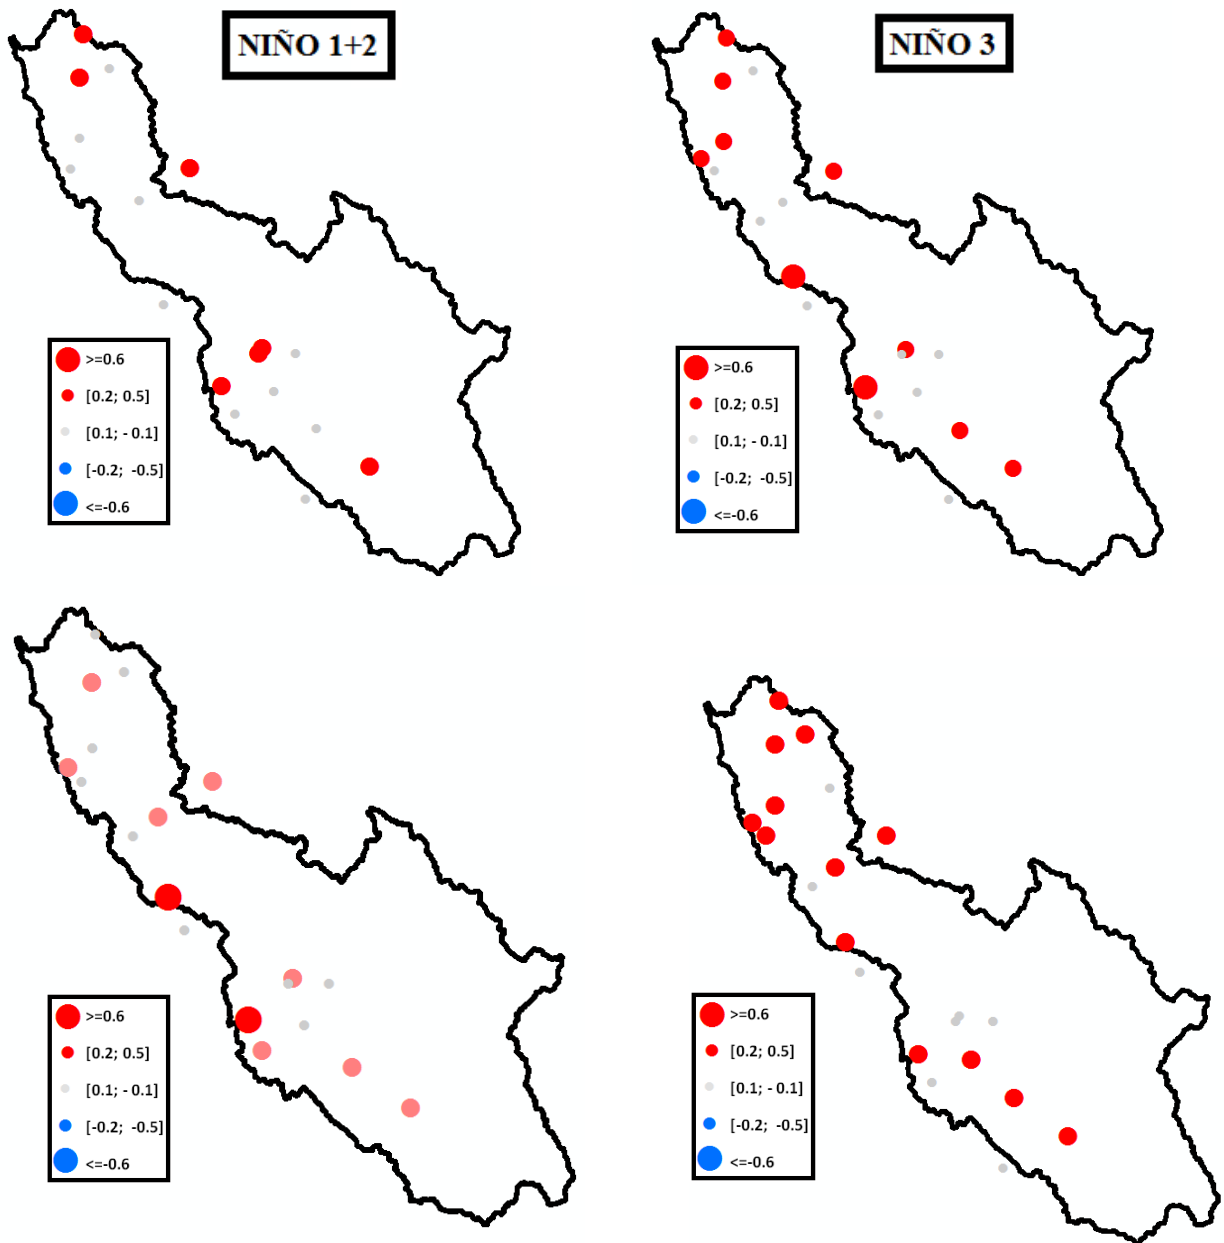 NIÑO 1+2
NIÑO 3
>=0.6
[0.2; 0.5]
[0.1; - 0.1]
[-0.2; -0.5]
<=-0.6
>=0.6
[0.2; 0.5]
[0.1; - 0.1]
[-0.2; -0.5]
<=-0.6
>=0.6
[0.2; 0.5]
[0.1; - 0.1]
[-0.2; -0.5]
<=-0.6
>=0.6
[0.2; 0.5]
[0.1; - 0.1]
[-0.2; -0.5]
<=-0.6